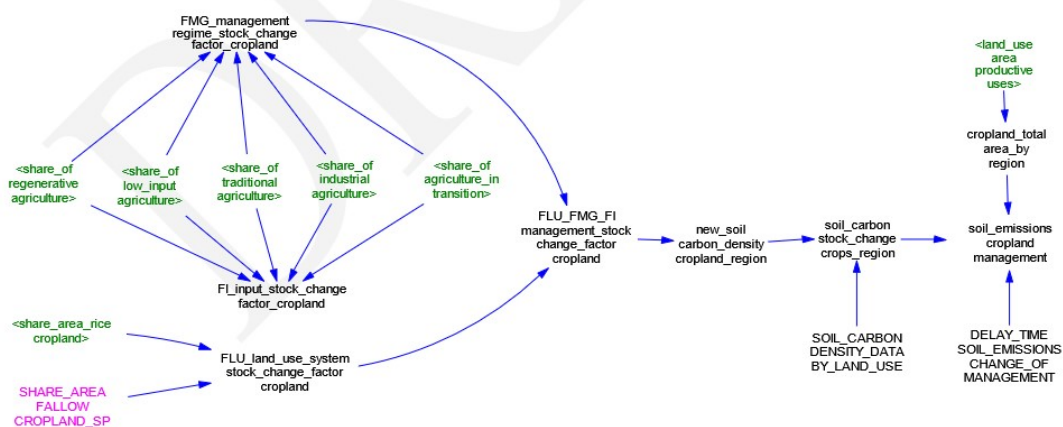 FMG_management
regime_stock_change
factor_cropland
<land_use
area
productive
uses>
cropland_total
area_by
region
<share_of
regenerative
agriculture>
<share_of
low_input
agriculture>
<share_of
traditional
agriculture>
<share_of
industrial
agriculture>
<share_of
agriculture_in
transition>
FLU_FMG_FI
management_stock
change_factor
cropland
new_soil
carbon_density
cropland_region
soil_carbon
stock_change
crops_region
soil_emissions
cropland
management
FI_input_stock_change
factor_cropland
<share_area_rice
cropland>
FLU_land_use_system
stock_change_factor
cropland
SHARE_AREA
FALLOW
CROPLAND_SP
SOIL_CARBON
DENSITY_DATA
BY_LAND_USE
DELAY_TIME
SOIL_EMISSIONS
CHANGE_OF
MANAGEMENT